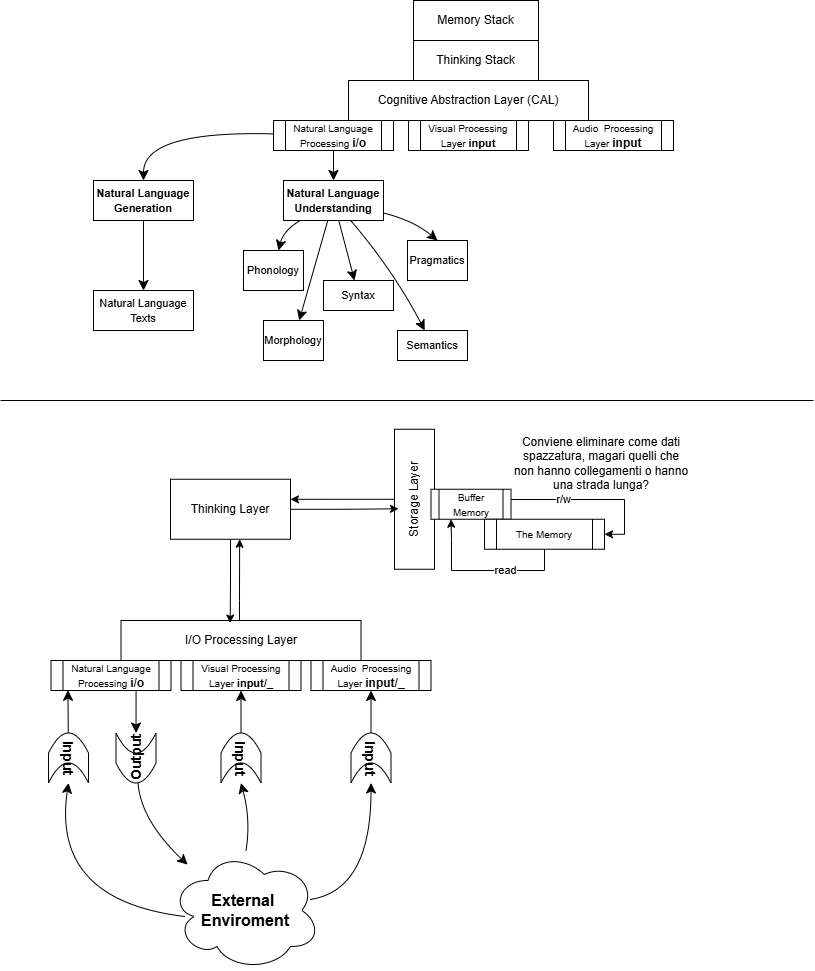 Memory Stack
Thinking Stack
Cognitive Abstraction Layer (CAL)
Natural Language
Processing i/o
Visual Processing
Layer input
Audio Processing
Layer input
Natural Language
Generation
Natural Language
Understanding
Phonology
Pragmatics
Syntax
Natural Language
Texts
Morphology
Semantics
Conviene eliminare come dati
spazzatura, magari quelli che
non hanno collegamenti o hanno
una strada lunga?
Thinking Layer
Storage Layer
Buffer
Memory
r/w
The Memory
read
I/O Processing Layer
Natural Language
Processing i/o
Visual Processing
Layer input/_
Audio Processing
Layer input/_
Input
Output
Input
Input
External
Enviroment